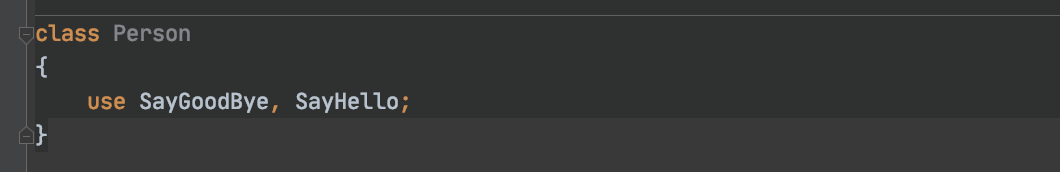 class Person
{
    use SayGoodBye, SayHello;
}